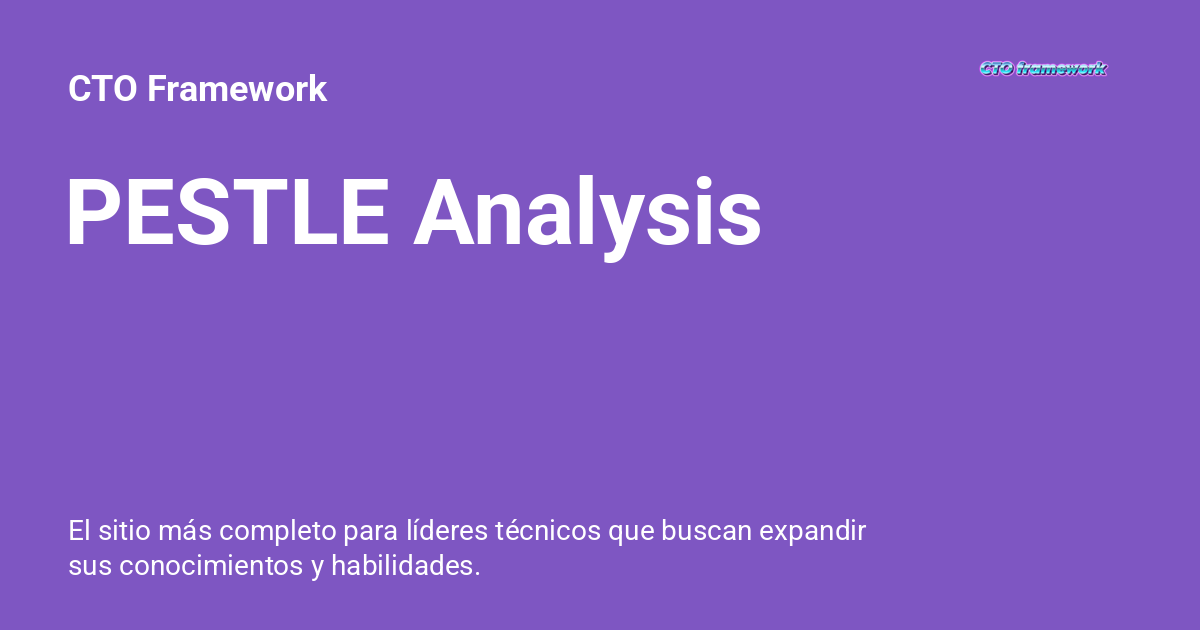 CTO Framework
CTO framework
PESTLE Analysis
El sitio más completo para líderes técnicos que buscan expandir
sus conocimientos y habilidades.